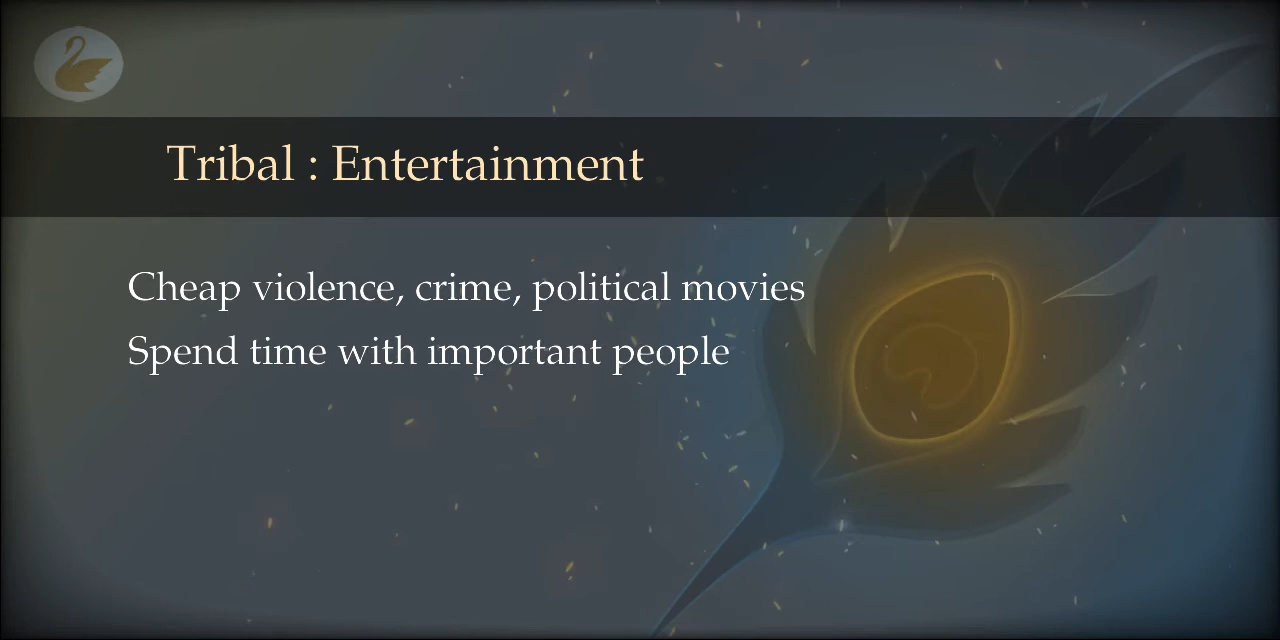 Tribal : Entertainment
Cheap violence, crime, political movies
Spend time with important people